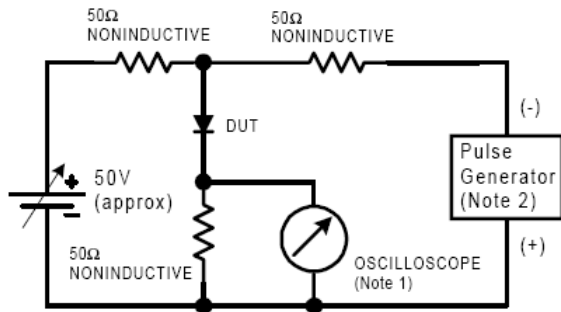 50Ω
NONINDUCTIVE
50Ω
NONINDUCTIVE
DUT
(-)
+
50V
(approx)
−
Pulse
Generator
(Note 2)
(+)
50Ω
NONINDUCTIVE
OSCILLOSCOPE
(Note 1)